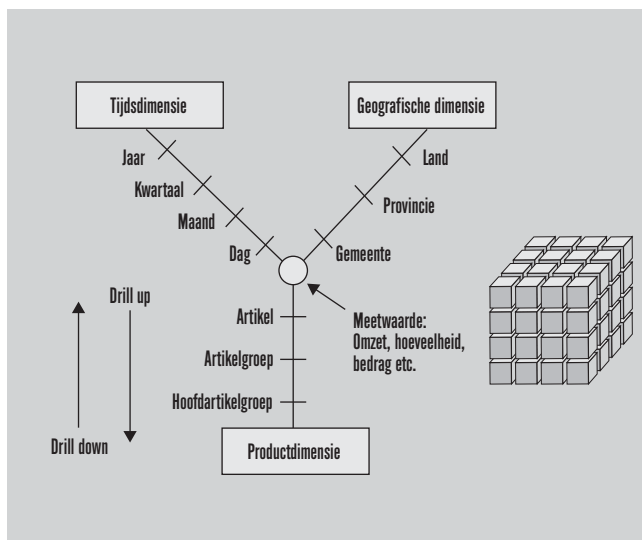 Tijdsdimensie
Geografische dimensie
Jaar
Land
Kwartaal
Provincie
Maand
Dag
Gemeente
Drill up
Artikel
Meetwaarde:
Omzet, hoeveelheid,
bedrag etc.
Artikelgroep
Hoofdartikelgroep
Drill down
Productdimensie